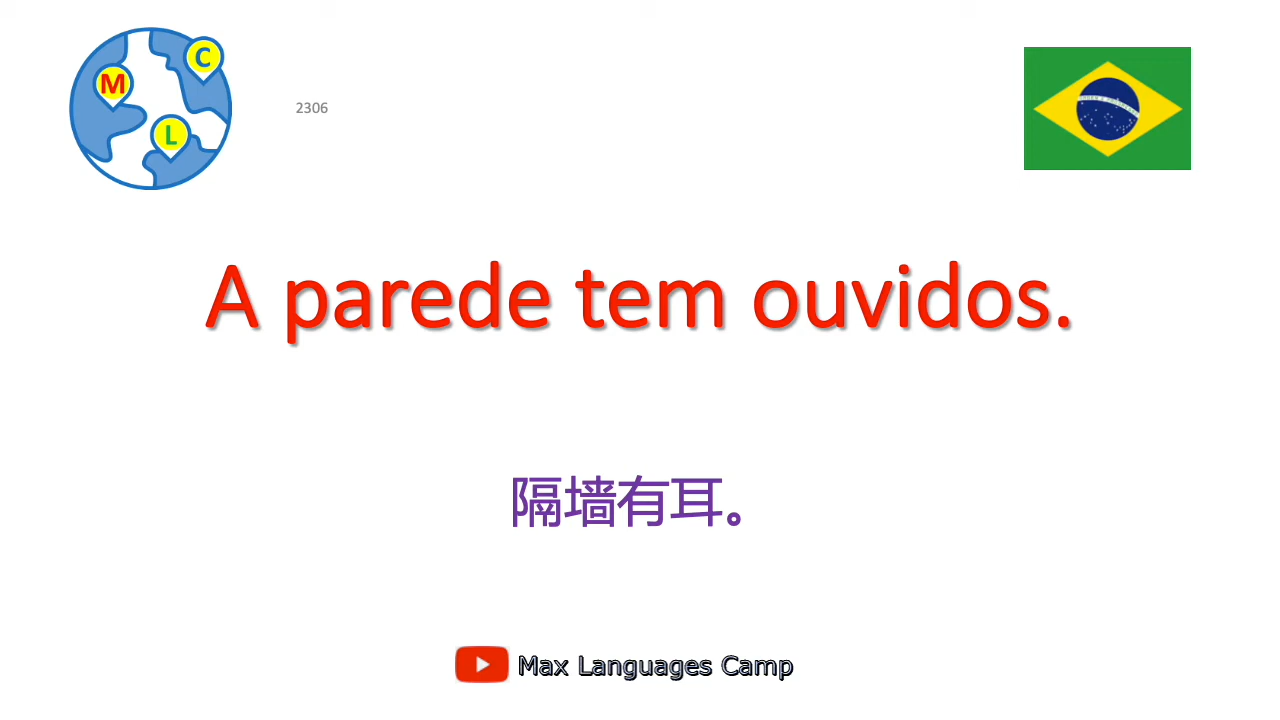 M
C
L
2306
A parede tem ouvidos.
隔墙有耳。
Max Languages Camp